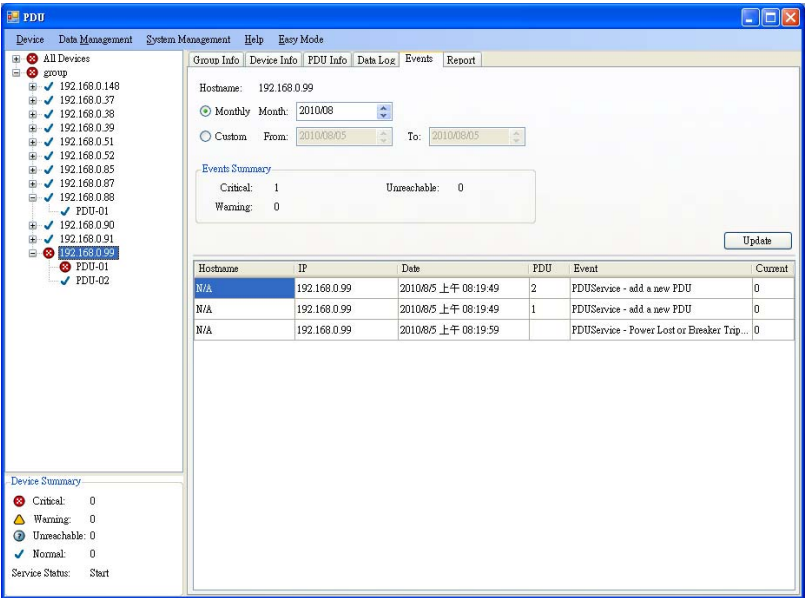 PDU
Device Data Management System Management Help Easy Mode
All Devices
group
192.168.0.148
192.168.0.37
192.168.0.38
192.168.0.39
192.168.0.51
192.168.0.52
192.168.0.85
192.168.0.87
192.168.0.88
PDU-01
192.168.0.90
192.168.0.91
192.168.0.99
PDU-01
PDU-02
Device Summary
Critical: 0
Warning: 0
Unreachable: 0
Normal: 0
Service Status: Start
Group Info Device Info PDU Info Data Log Events Report
Hostname: 192.168.0.99
Monthly Month: 2010/08
Custom From: 2010/08/05 To: 2010/08/05
Events Summary
Critical: 1 Unreachable: 0
Warning: 0
Update
Hostname IP Date PDU Event Current
N/A 192.168.0.99 2010/8/5 上午 08:19:49 2 PDUService - add a new PDU 0
N/A 192.168.0.99 2010/8/5 上午 08:19:49 1 PDUService - add a new PDU 0
N/A 192.168.0.99 2010/8/5 上午 08:19:59 PDUService - Power Lost or Breaker Trip... 0